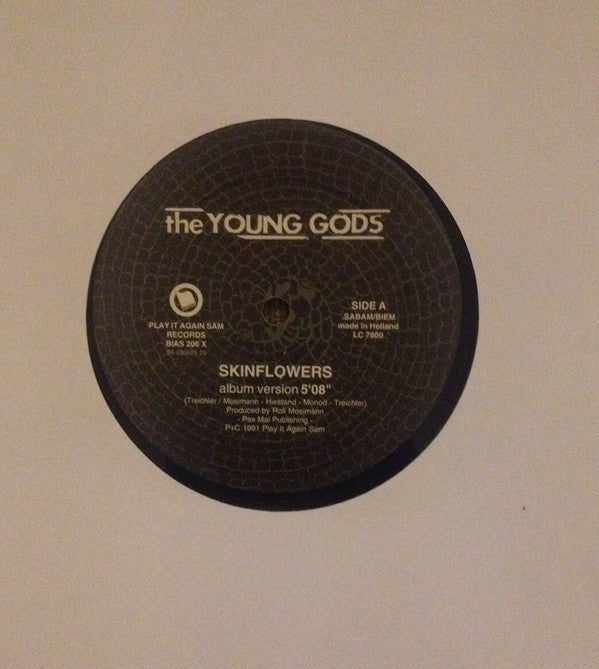 the YOUNG GODS
PLAY IT AGAIN SAM
RECORDS
BIAS 206 X
SIDE A
SABAM/BIEM
made in Holland
LC 7800
SKINFLOWERS
album version 5'08"
(Treichler / Mosimann - Hiestand - Monod - Treichler)
Produced by Roli Mosimann
- Pas Mal Publishing -
P+C 1991 Play It Again Sam